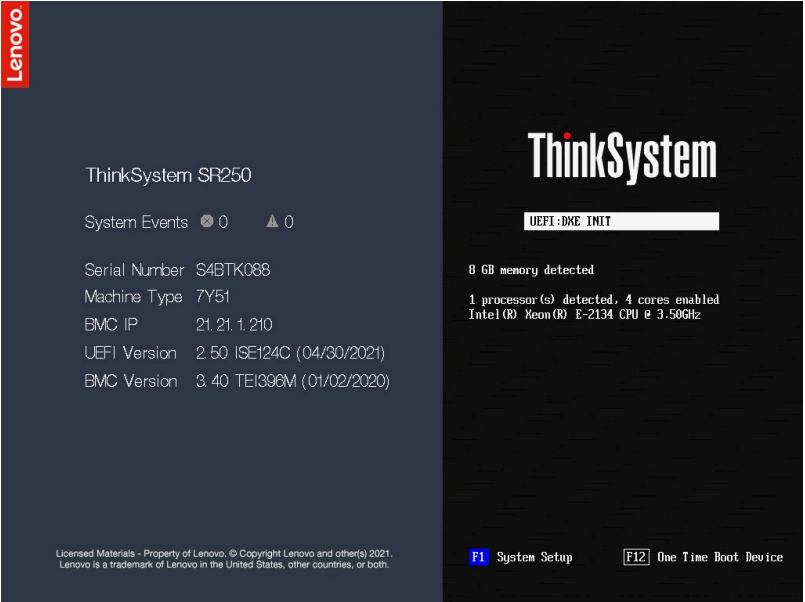 Lenovo.
ThinkSystem SR250
System Events 0 0
Serial Number S4BTK088
Machine Type 7Y51
BMC IP 21.21.1.210
UEFI Version 2.50 ISE124C (04/30/2021)
BMC Version 3.40 TEI396M (01/02/2020)
Licensed Materials - Property of Lenovo. © Copyright Lenovo and other(s) 2021.
Lenovo is a trademark of Lenovo in the United States, other countries, or both.
ThinkSystem
UEFI:DXE INIT
8 GB memory detected
1 processor(s) detected, 4 cores enabled
Intel(R) Xeon(R) E-2134 CPU @ 3.50GHz
F1 System Setup F12 One Time Boot Device